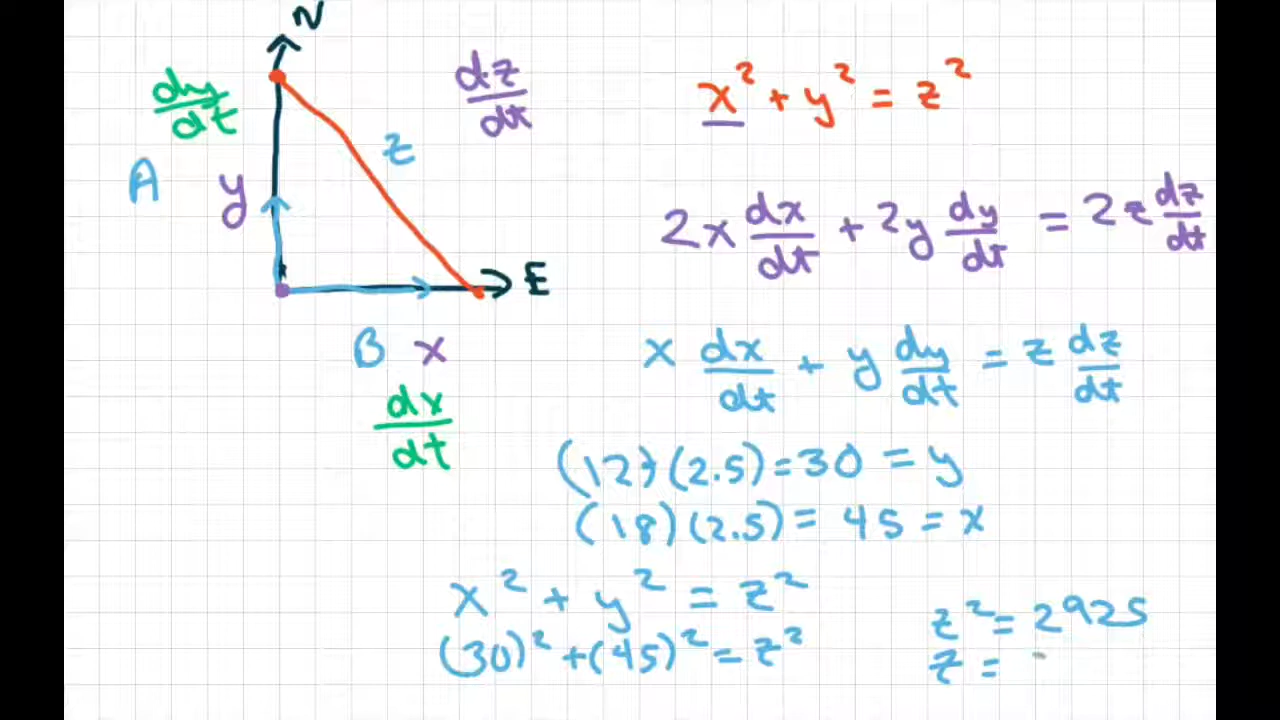 N
dy/dt
dz/dt
A
y
z
E
B x
dx/dt
x² + y² = z²
2x dx/dt + 2y dy/dt = 2z dz/dt
x dx/dt + y dy/dt = z dz/dt
(12)(2.5) = 30 = y
(18)(2.5) = 45 = x
x² + y² = z²
(30)² + (45)² = z²
z² = 2925
z =